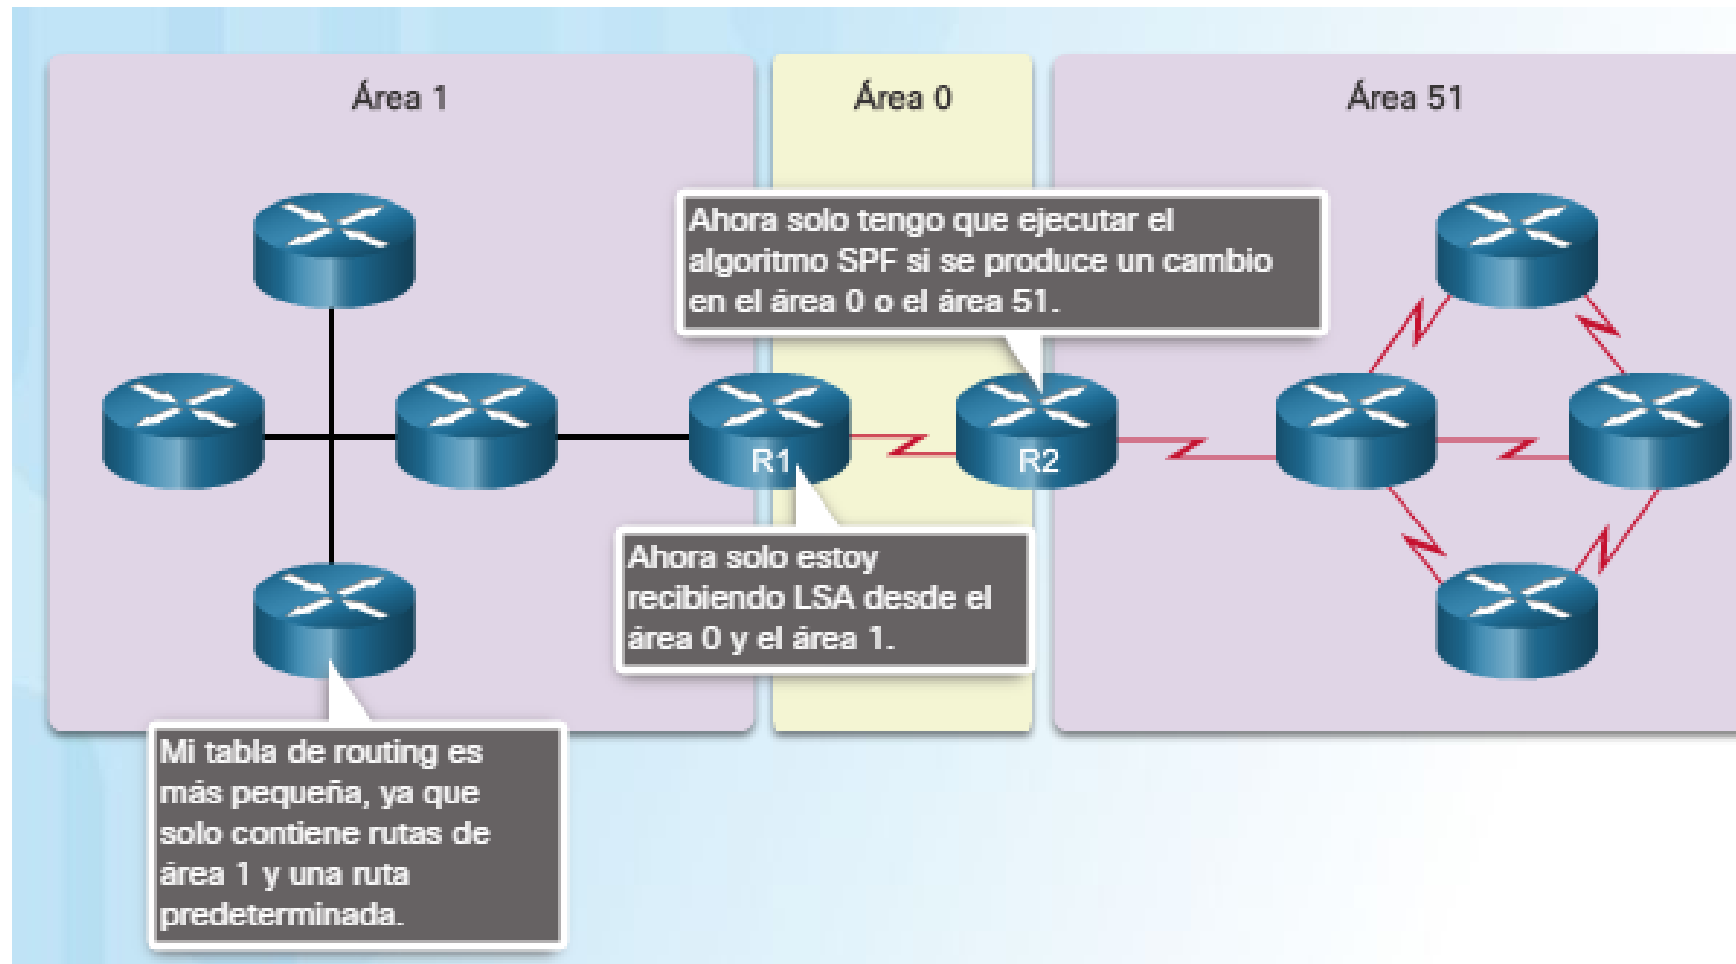 Área 1
Área 0
Área 51
Ahora solo tengo que ejecutar el
algoritmo SPF si se produce un cambio
en el área 0 o el área 51.
R1
R2
Ahora solo estoy
recibiendo LSA desde el
área 0 y el área 1.
Mi tabla de routing es
más pequeña, ya que
solo contiene rutas de
área 1 y una ruta
predeterminada.